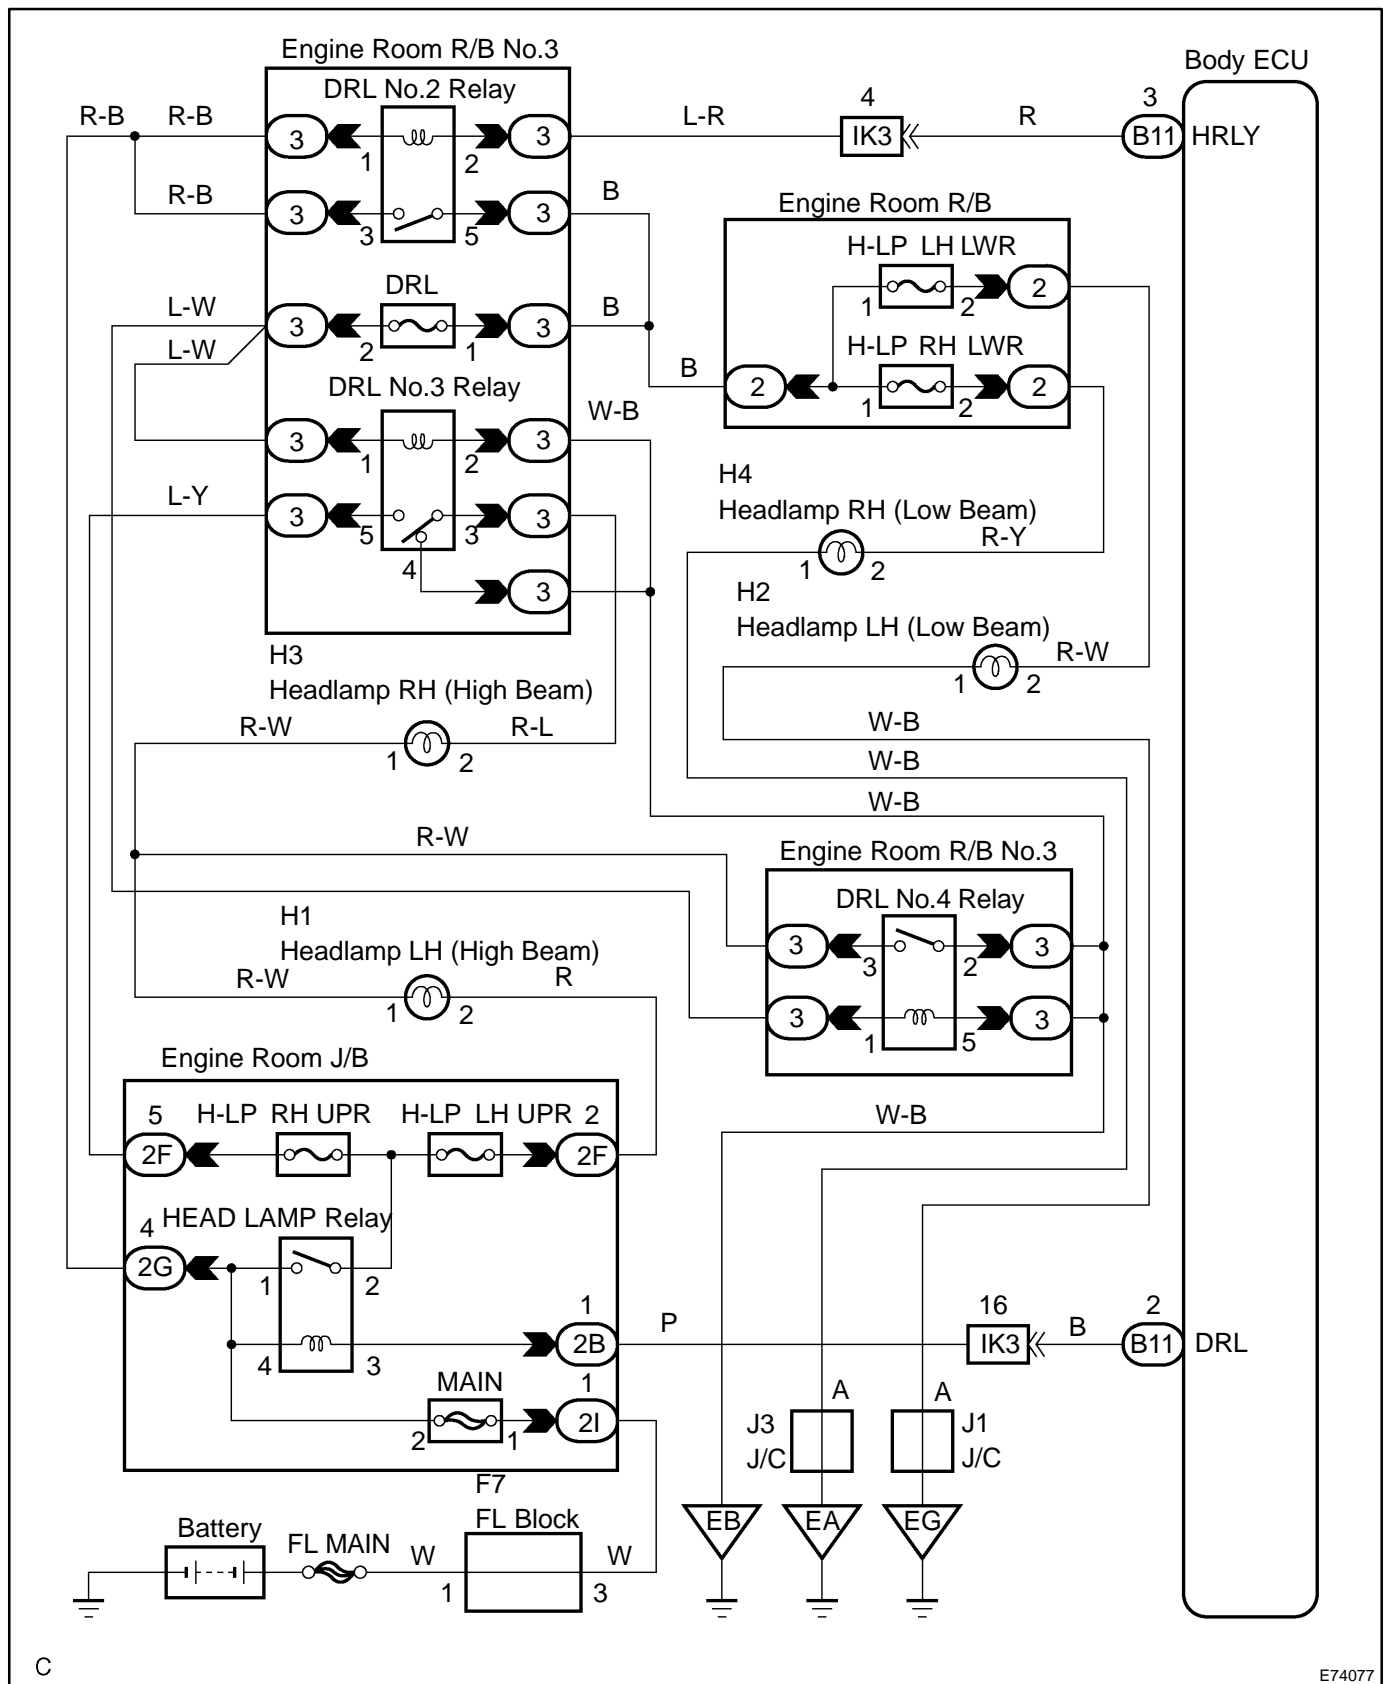 Engine Room R/B No.3
Body ECU
DRL No.2 Relay
R-B R-B 3 1 2 3 L-R 4 IK3 R 3 B11 HRLY
R-B 3 3 5 3 B
Engine Room R/B
H-LP LH LWR
1 2 2
DRL
L-W 3 2 1 3 B
L-W
H-LP RH LWR
B 2 1 2 2
DRL No.3 Relay
3 1 2 3 W-B
L-Y 3 5 3 3
4 3
H4
Headlamp RH (Low Beam)
1 2 R-Y
H2
Headlamp LH (Low Beam)
1 2 R-W
H3
Headlamp RH (High Beam)
R-W 1 2 R-L
W-B
W-B
W-B
R-W
Engine Room R/B No.3
DRL No.4 Relay
3 3 2 3
3 1 5 3
H1
Headlamp LH (High Beam)
R-W 1 2 R
Engine Room J/B
W-B
5 H-LP RH UPR H-LP LH UPR 2
2F 2F
4 HEAD LAMP Relay
2G 1 2
4 3 1 2B P 16 IK3 B 2 B11 DRL
MAIN 1
2 1 2I
A A
J3 J/C
J1 J/C
F7
FL Block
Battery FL MAIN W 1 3 W
EB EA EG
C
E74077